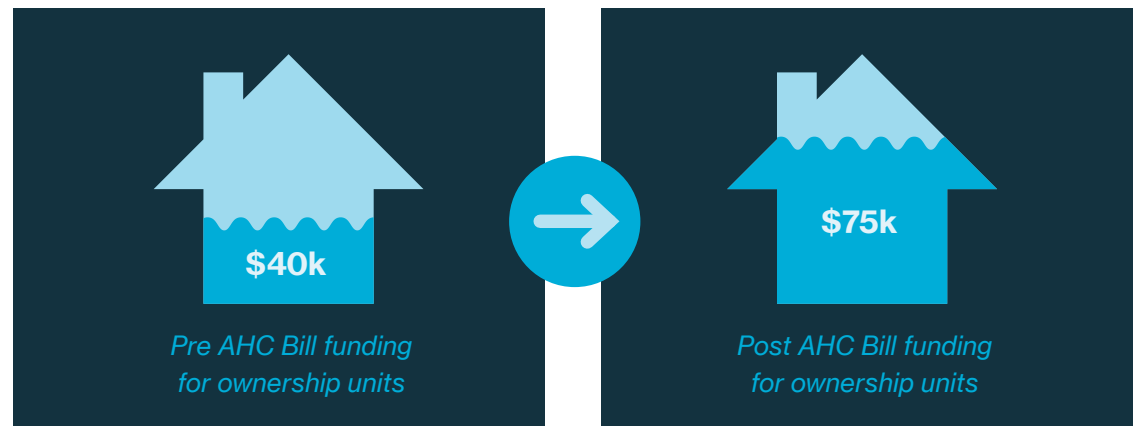 $40k
Pre AHC Bill funding
for ownership units
$75k
Post AHC Bill funding
for ownership units